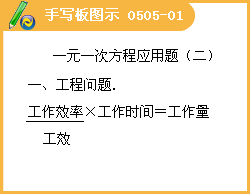 手写板图示 0505-01
一元一次方程应用题（二）
一、工程问题.
工作效率×工作时间＝工作量
工效